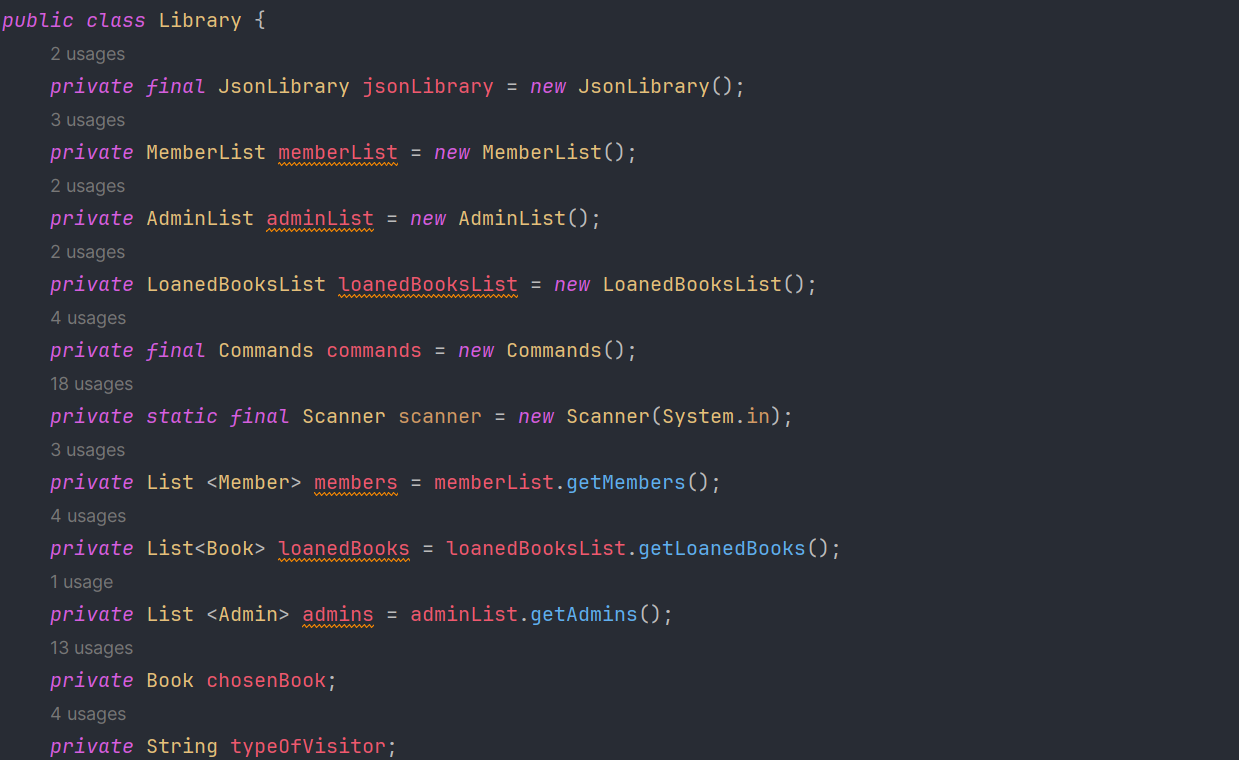 public class Library {
2 usages
private final JsonLibrary jsonLibrary = new JsonLibrary();
3 usages
private MemberList memberList = new MemberList();
2 usages
private AdminList adminList = new AdminList();
2 usages
private LoanedBooksList loanedBooksList = new LoanedBooksList();
4 usages
private final Commands commands = new Commands();
18 usages
private static final Scanner scanner = new Scanner(System.in);
3 usages
private List <Member> members = memberList.getMembers();
4 usages
private List<Book> loanedBooks = loanedBooksList.getLoanedBooks();
1 usage
private List <Admin> admins = adminList.getAdmins();
13 usages
private Book chosenBook;
4 usages
private String typeOfVisitor;